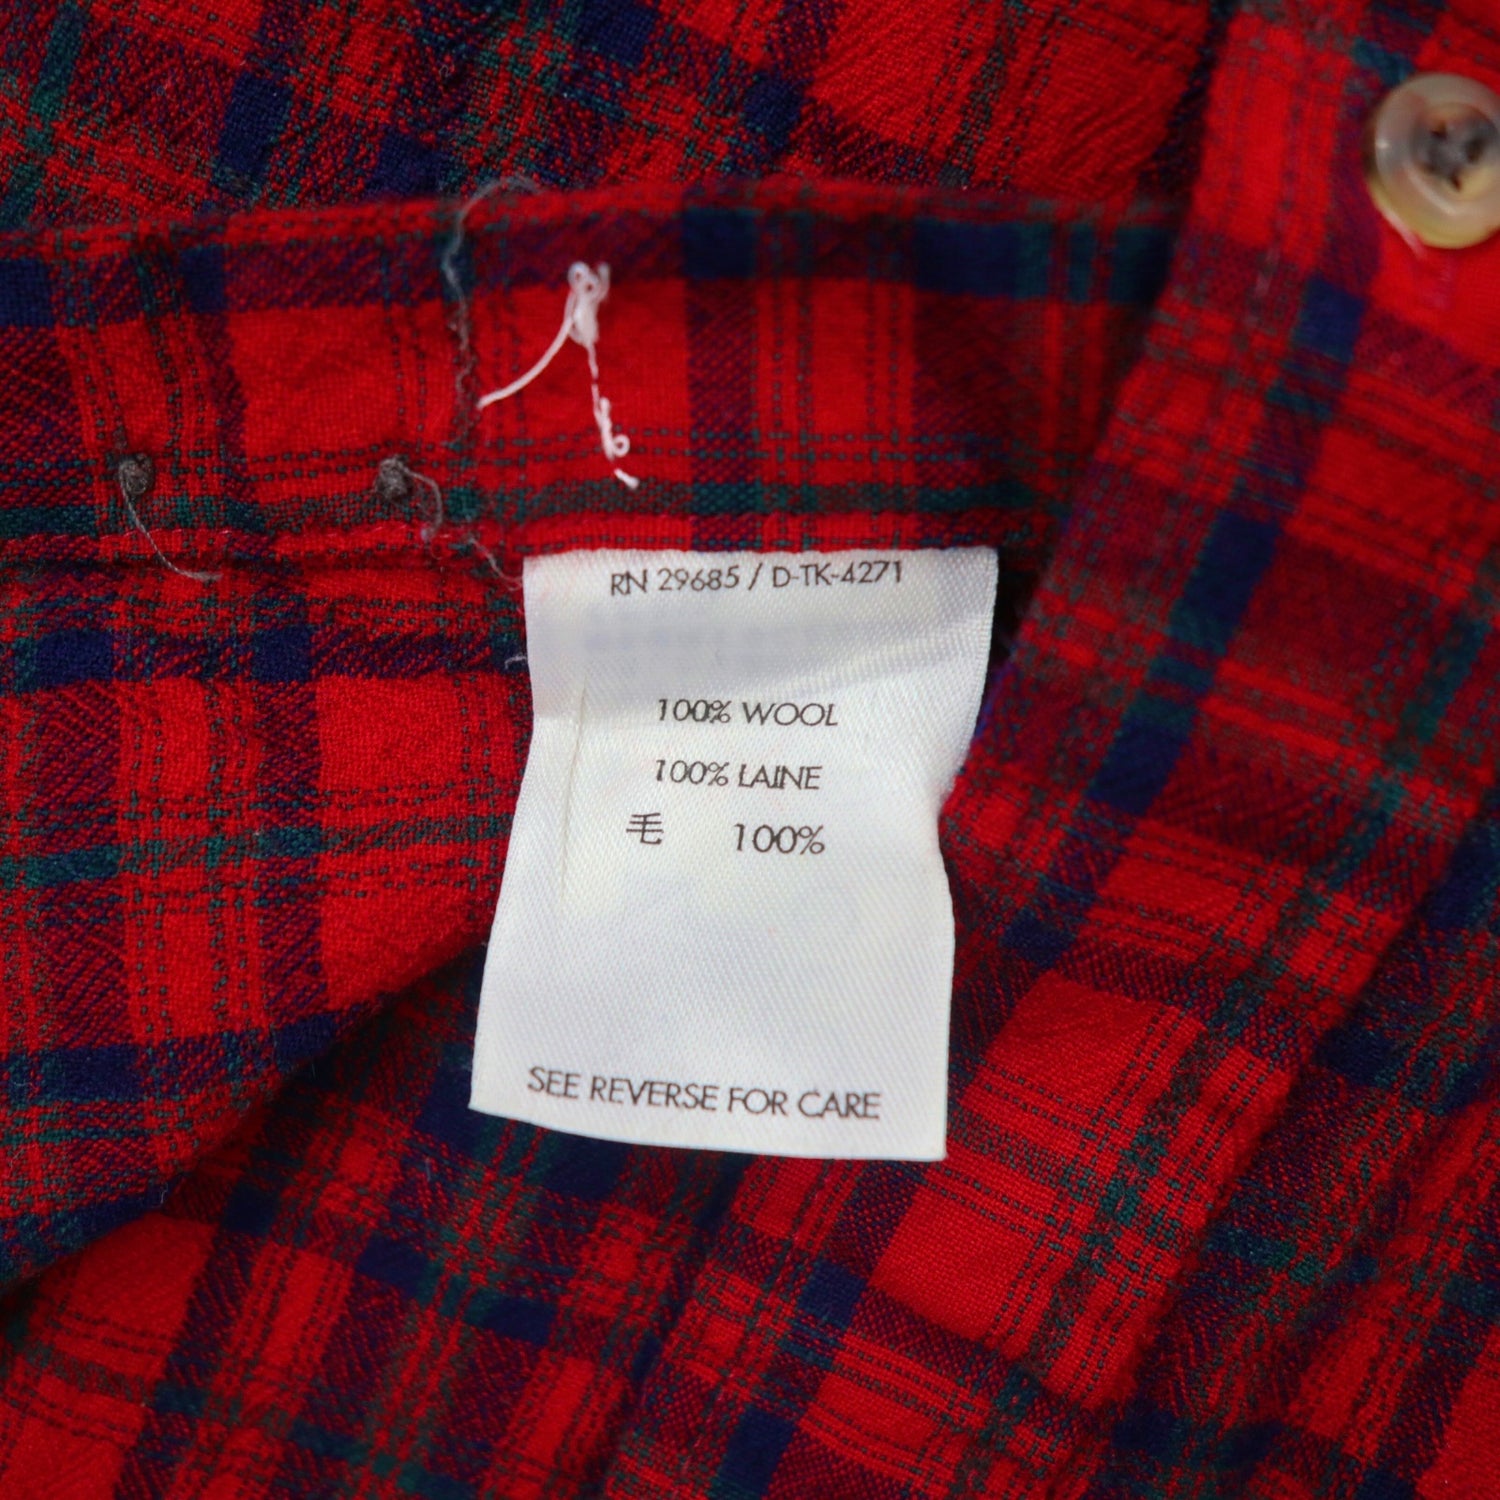 RN 29685 / D-TK-4271
100% WOOL
100% LAINE
毛 100%
SEE REVERSE FOR CARE